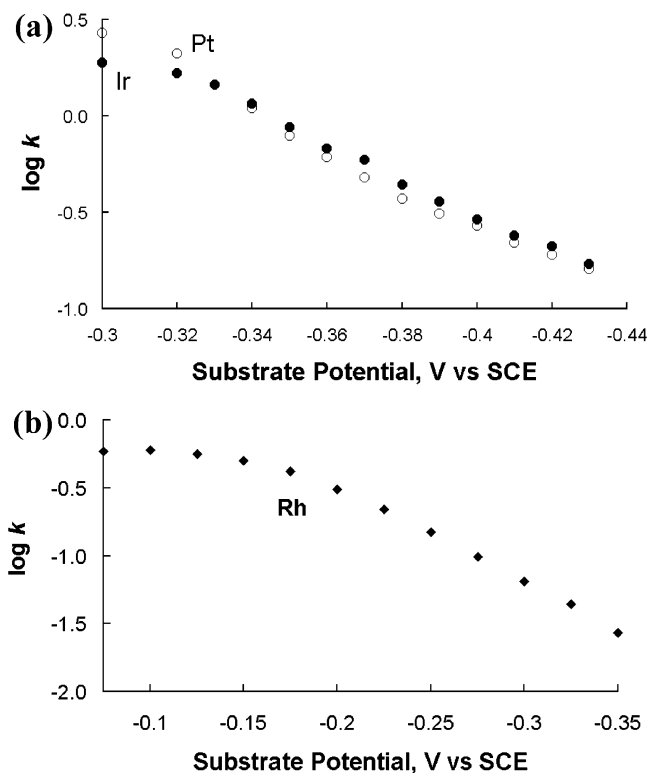 (a)
0.5
0.0
-0.5
-1.0
log k
Pt
Ir
-0.3
-0.32
-0.34
-0.36
-0.38
-0.4
-0.42
-0.44
Substrate Potential, V vs SCE
(b)
0.0
-0.5
-1.0
-1.5
-2.0
log k
Rh
-0.1
-0.15
-0.2
-0.25
-0.3
-0.35
Substrate Potential, V vs SCE